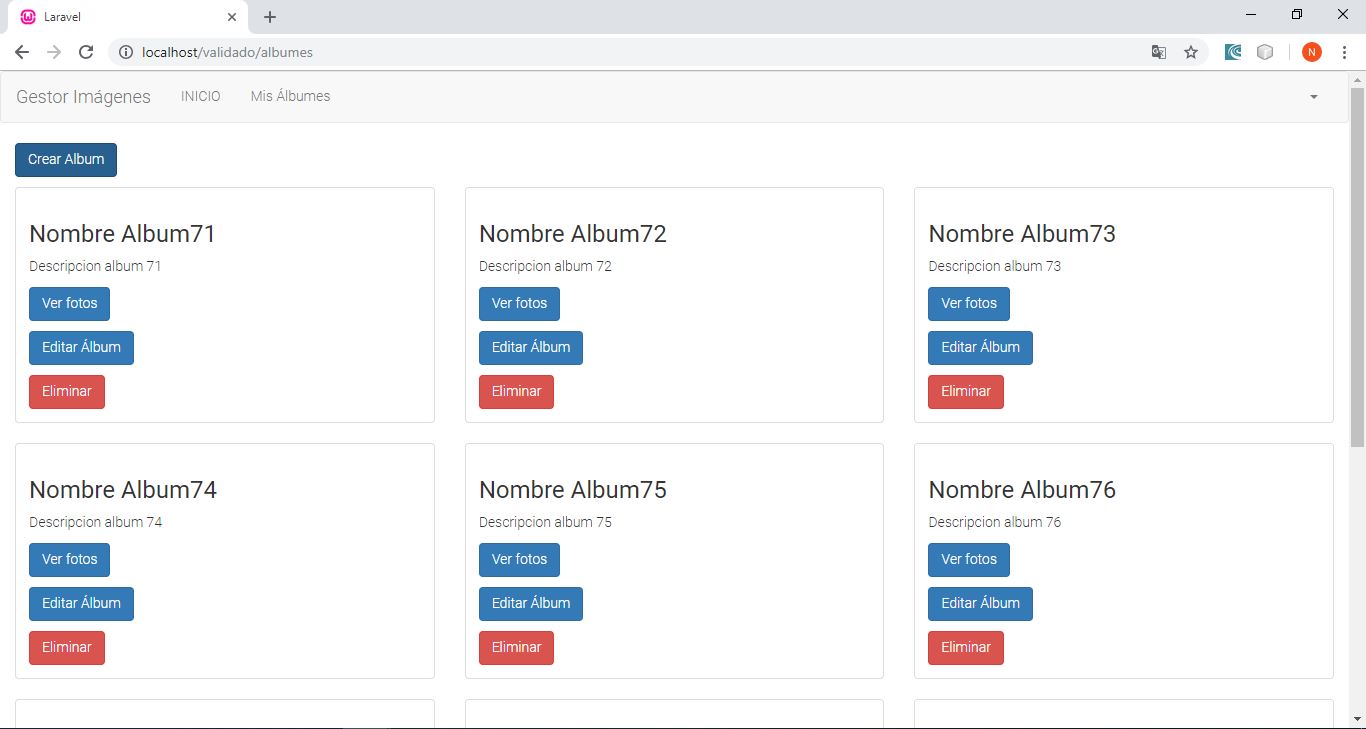 Laravel
localhost/validado/albumes
N
Gestor Imágenes INICIO Mis Álbumes
Crear Album
Nombre Album71
Descripcion album 71
Ver fotos
Editar Álbum
Eliminar
Nombre Album72
Descripcion album 72
Ver fotos
Editar Álbum
Eliminar
Nombre Album73
Descripcion album 73
Ver fotos
Editar Álbum
Eliminar
Nombre Album74
Descripcion album 74
Ver fotos
Editar Álbum
Eliminar
Nombre Album75
Descripcion album 75
Ver fotos
Editar Álbum
Eliminar
Nombre Album76
Descripcion album 76
Ver fotos
Editar Álbum
Eliminar